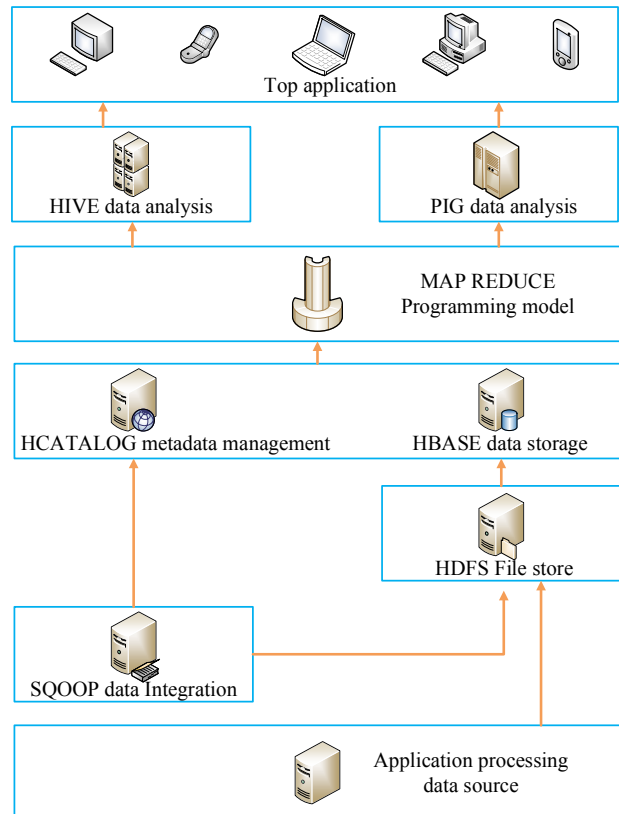 Top application
HIVE data analysis
PIG data analysis
MAP REDUCE
Programming model
HCATALOG metadata management
HBASE data storage
HDFS File store
SQOOP data Integration
Application processing
data source